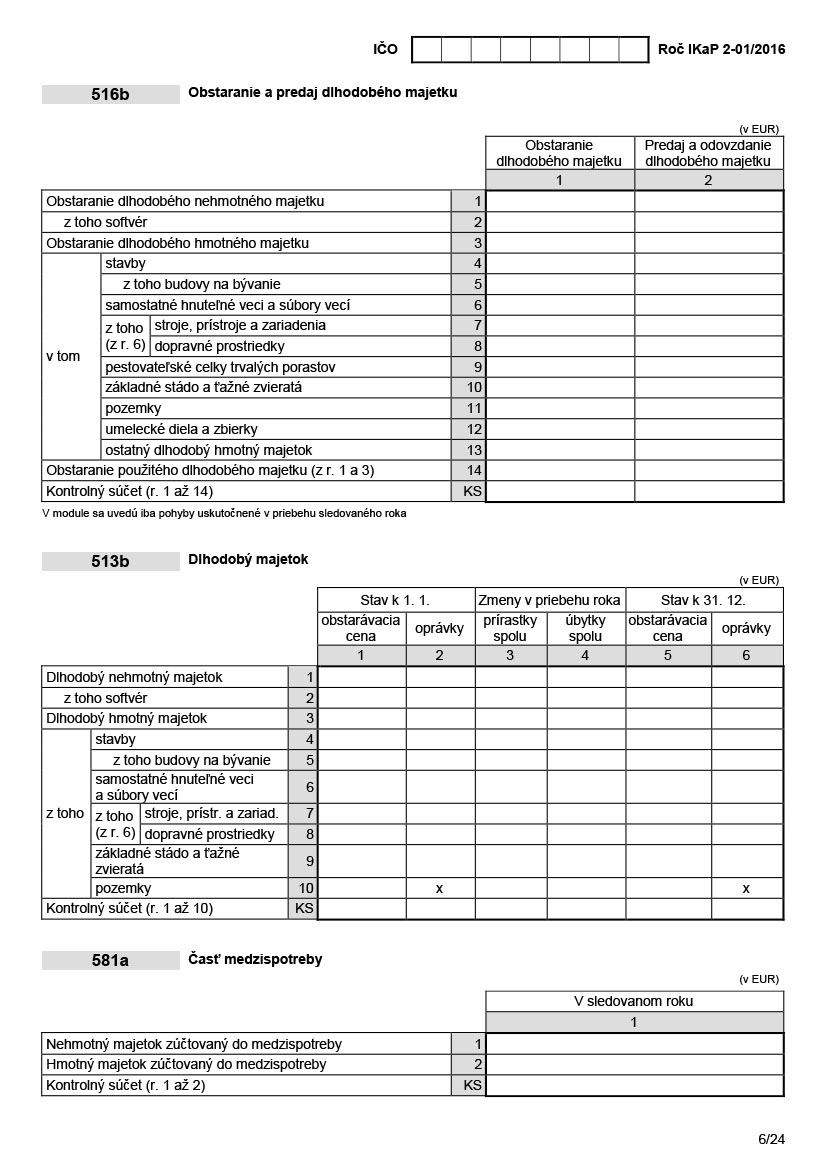 IČO Roč IKaP 2-01/2016
516b Obstaranie a predaj dlhodobého majetku
(v EUR)
Obstaranie dlhodobého majetku Predaj a odovzdanie dlhodobého majetku
1 2
Obstaranie dlhodobého nehmotného majetku 1
z toho softvér 2
Obstaranie dlhodobého hmotného majetku 3
v tom
stavby 4
z toho budovy na bývanie 5
samostatné hnuteľné veci a súbory vecí 6
z toho (z r. 6)
stroje, prístroje a zariadenia 7
dopravné prostriedky 8
pestovateľské celky trvalých porastov 9
základné stádo a ťažné zvieratá 10
pozemky 11
umelecké diela a zbierky 12
ostatný dlhodobý hmotný majetok 13
Obstaranie použitého dlhodobého majetku (z r. 1 a 3) 14
Kontrolný súčet (r. 1 až 14) KS
V module sa uvedú iba pohyby uskutočnené v priebehu sledovaného roka
513b Dlhodobý majetok
(v EUR)
Stav k 1. 1. Zmeny v priebehu roka Stav k 31. 12.
obstarávacia cena oprávky prírastky spolu úbytky spolu obstarávacia cena oprávky
1 2 3 4 5 6
Dlhodobý nehmotný majetok 1
z toho softvér 2
Dlhodobý hmotný majetok 3
z toho
stavby 4
z toho budovy na bývanie 5
samostatné hnuteľné veci
a súbory vecí 6
z toho (z r. 6)
stroje, prístr. a zariad. 7
dopravné prostriedky 8
základné stádo a ťažné
zvieratá 9
pozemky 10 x x
Kontrolný súčet (r. 1 až 10) KS
581a Časť medzispotreby
(v EUR)
V sledovanom roku
1
Nehmotný majetok zúčtovaný do medzispotreby 1
Hmotný majetok zúčtovaný do medzispotreby 2
Kontrolný súčet (r. 1 až 2) KS
6/24